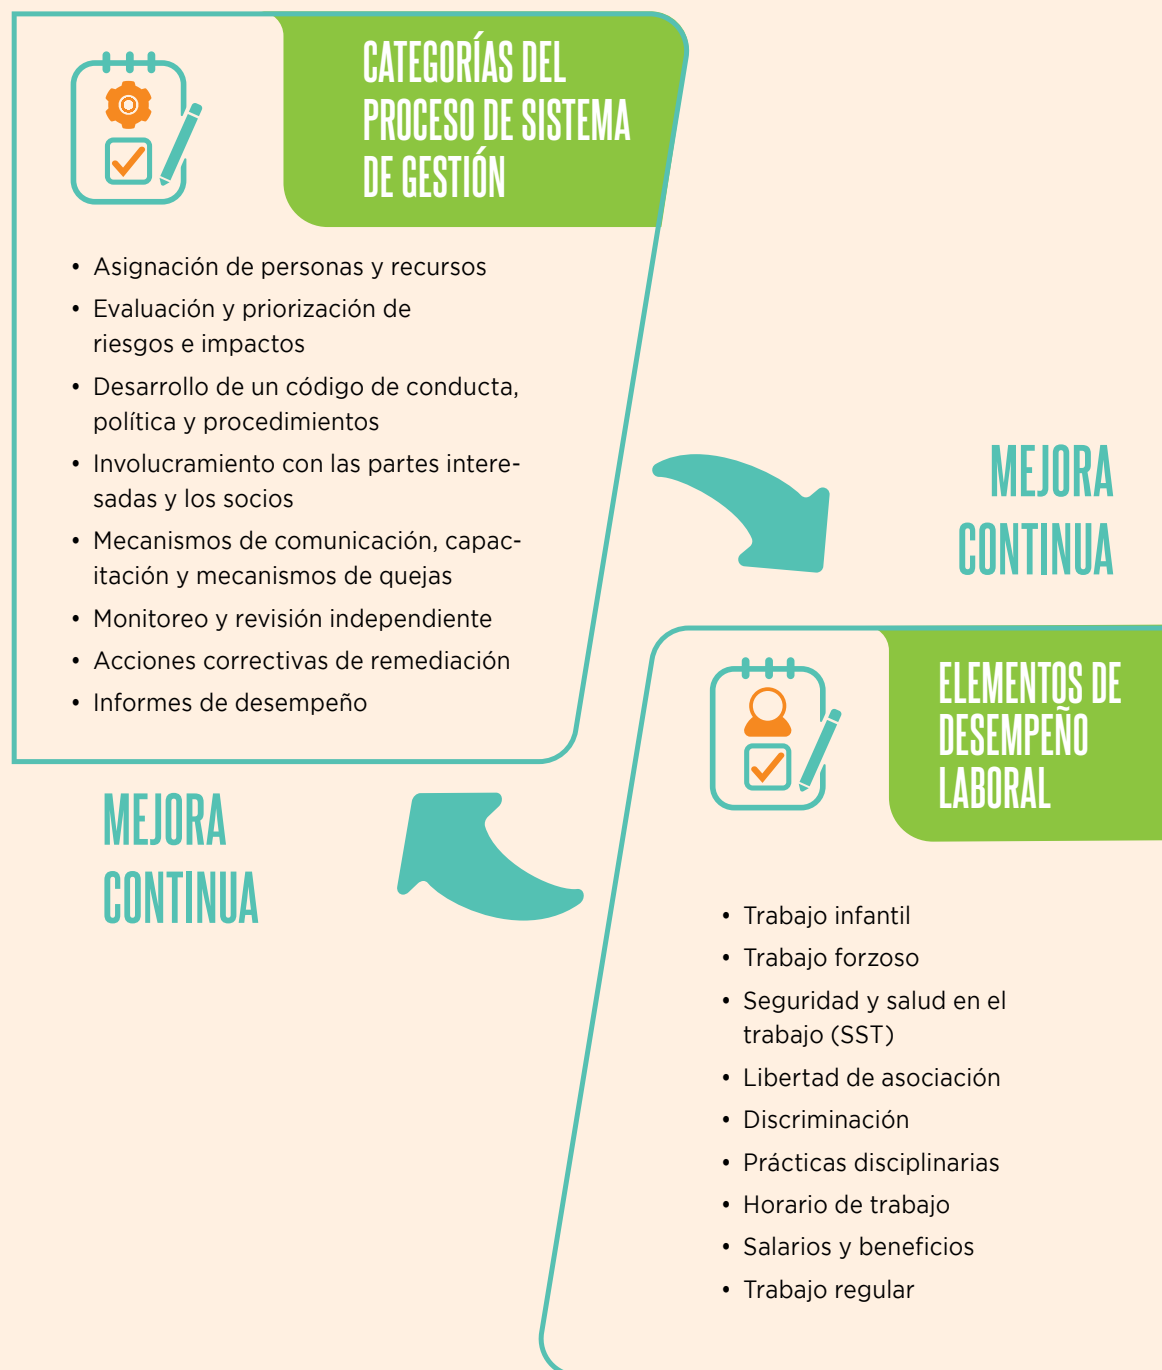 CATEGORÍAS DEL
PROCESO DE SISTEMA
DE GESTIÓN
• Asignación de personas y recursos
• Evaluación y priorización de
riesgos e impactos
• Desarrollo de un código de conducta,
política y procedimientos
• Involucramiento con las partes intere-
sadas y los socios
• Mecanismos de comunicación, capac-
itación y mecanismos de quejas
• Monitoreo y revisión independiente
• Acciones correctivas de remediación
• Informes de desempeño
MEJORA
CONTINUA
ELEMENTOS DE
DESEMPEÑO
LABORAL
MEJORA
CONTINUA
• Trabajo infantil
• Trabajo forzoso
• Seguridad y salud en el
trabajo (SST)
• Libertad de asociación
• Discriminación
• Prácticas disciplinarias
• Horario de trabajo
• Salarios y beneficios
• Trabajo regular